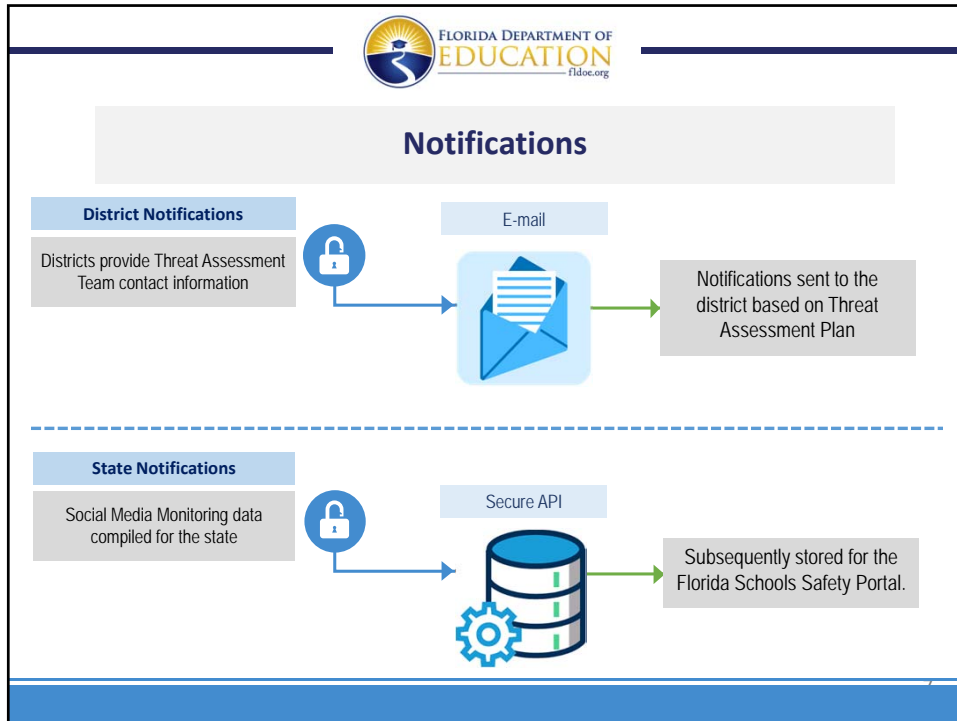 FLORIDA DEPARTMENT OF
EDUCATION
fldoe.org
Notifications
District Notifications
Districts provide Threat Assessment
Team contact information
E-mail
Notifications sent to the
district based on Threat
Assessment Plan
State Notifications
Social Media Monitoring data
compiled for the state
Secure API
Subsequently stored for the
Florida Schools Safety Portal.